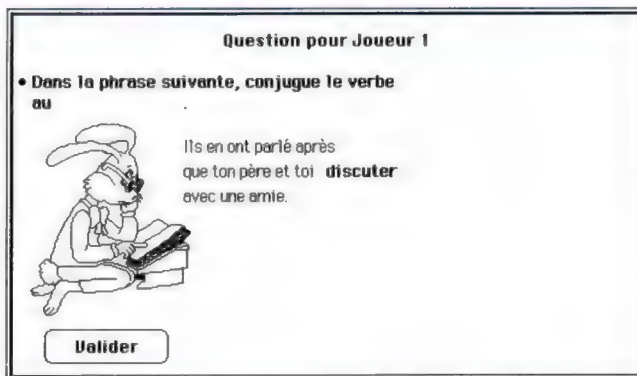 Question pour Joueur 1
• Dans la phrase suivante, conjugue le verbe
au
Ils en ont parlé après
que ton père et toi discuter
avec une amie.
Valider